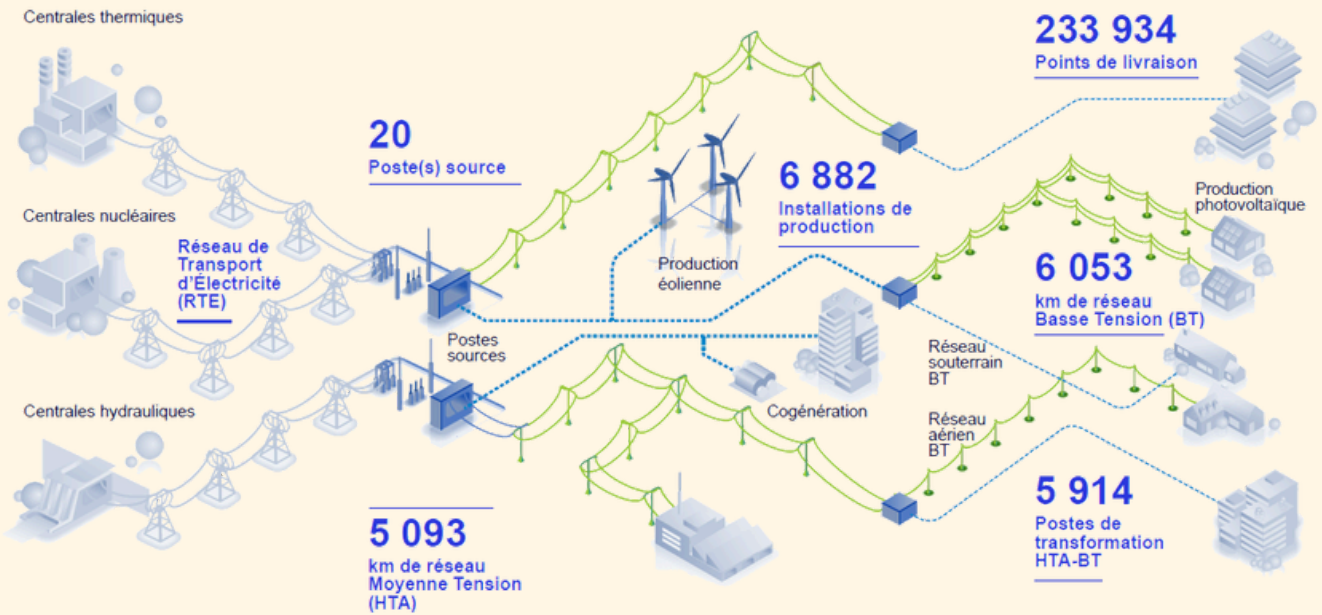 Centrales thermiques
233 934
Points de livraison
20
Poste(s) source
6 882
Installations de
production
Production
photovoltaïque
Centrales nucléaires
Réseau de
Transport
d'Électricité
(RTE)
Production
éolienne
6 053
km de réseau
Basse Tension (BT)
Postes
sources
Réseau
souterrain
BT
Centrales hydrauliques
Cogénération
Réseau
aérien
BT
5 093
km de réseau
Moyenne Tension
(HTA)
5 914
Postes de
transformation
HTA-BT